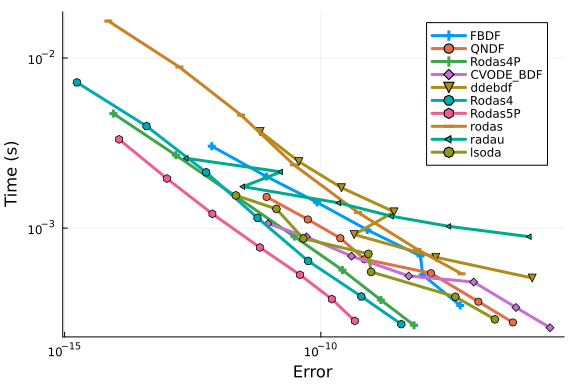 FBDF
QNDF
Rodas4P
CVODE_BDF
ddebdf
Rodas4
Rodas5P
rodas
radau
lsoda
10⁻²
10⁻³
Time (s)
10⁻¹⁵
10⁻¹⁰
Error